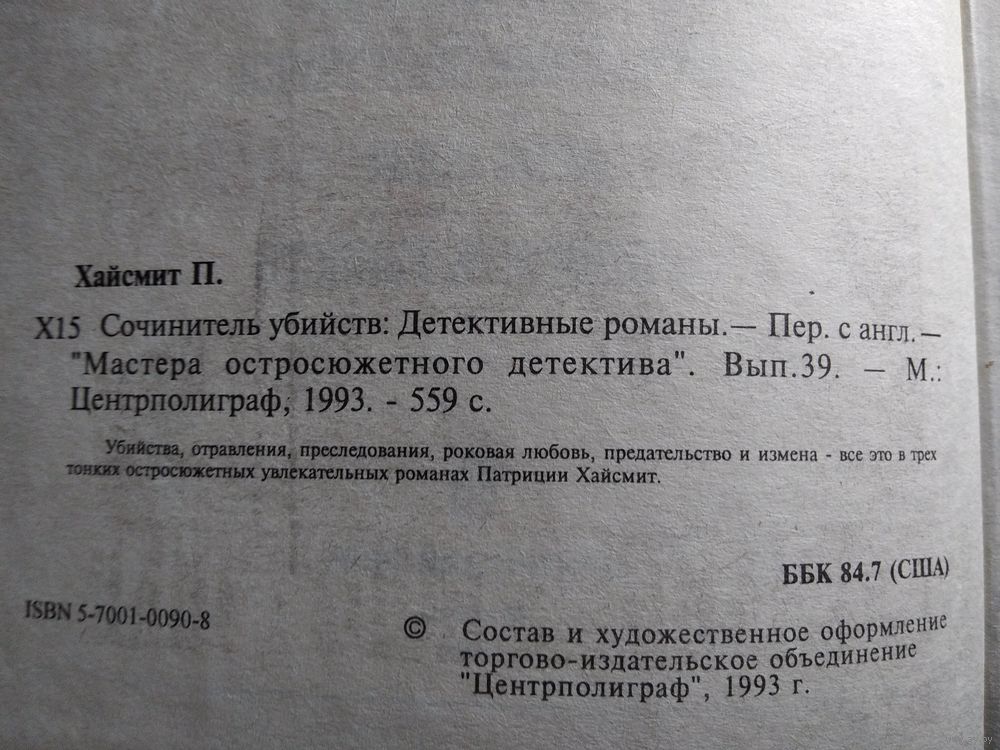 Хайсмит П.
Х15 Сочинитель убийств: Детективные романы.— Пер. с англ.—
"Мастера остросюжетного детектива". Вып.39. — М.:
Центрполиграф, 1993. - 559 с.
Убийства, отравления, преследования, роковая любовь, предательство и измена - все это в трех
тонких остросюжетных увлекательных романах Патриции Хайсмит.
ББК 84.7 (США)
ISBN 5-7001-0090-8
© Состав и художественное оформление
торгово-издательское объединение
"Центрполиграф", 1993 г.